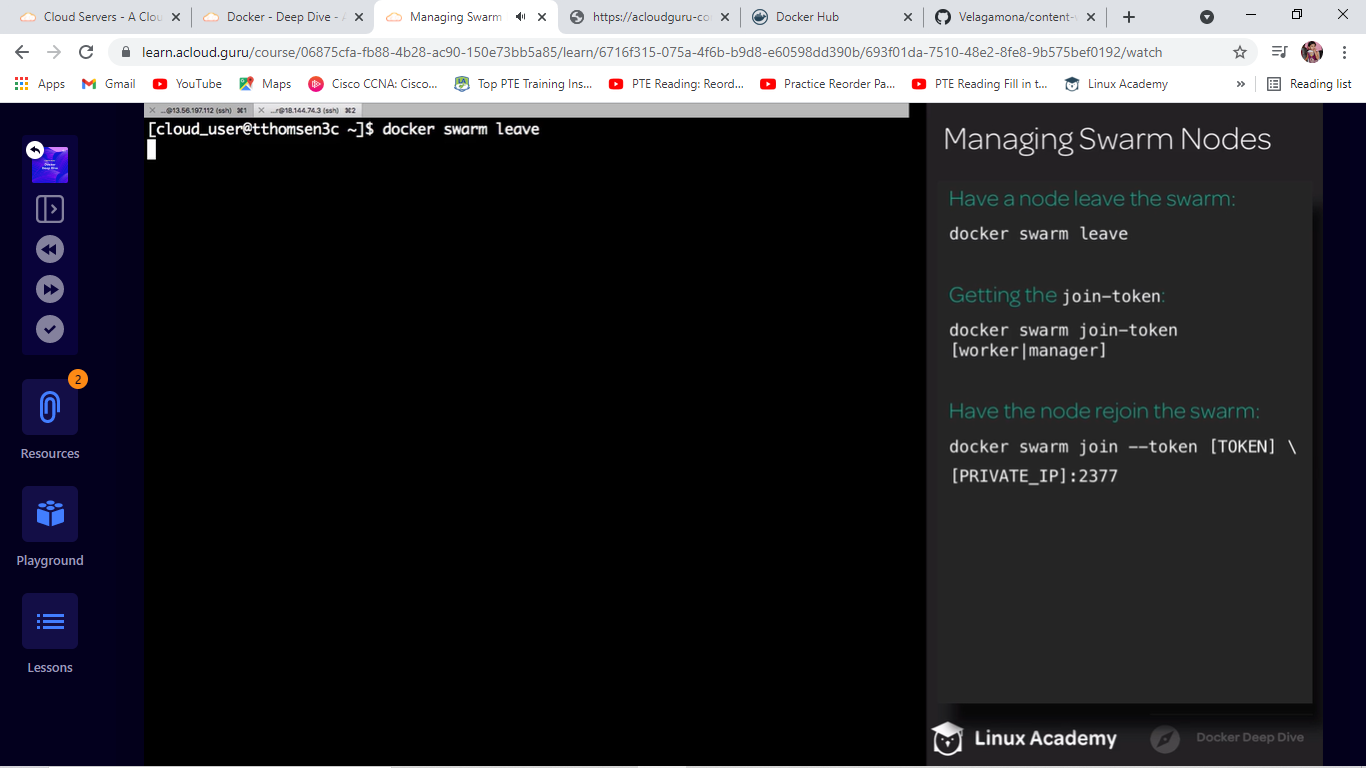 Cloud Servers - A Clou
Docker - Deep Dive - A
Managing Swarm
https://acloudguru-co
Docker Hub
Velagamona/content-
learn.acloud.guru/course/06875cfa-fb88-4b28-ac90-150e73bb5a85/learn/6716f315-075a-4f6b-b9d8-e60598dd390b/693f01da-7510-48e2-8fe8-9b575bef0192/watch
Apps
Gmail
YouTube
Maps
Cisco CCNA: Cisco...
Top PTE Training Ins...
PTE Reading: Reord...
Practice Reorder Pa...
PTE Reading Fill in t...
Linux Academy
»
Reading list
...@13.56.197.112 (ssh) ⌘1
...r@18.144.74.3 (ssh) ⌘2
[cloud_user@tthomsen3c ~]$ docker swarm leave
Docker
Deep Dive
2
Resources
Playground
Lessons
Managing Swarm Nodes
Have a node leave the swarm:
docker swarm leave
Getting the join-token:
docker swarm join-token
[worker|manager]
Have the node rejoin the swarm:
docker swarm join --token [TOKEN] \
[PRIVATE_IP]:2377
Linux Academy
Docker Deep Dive